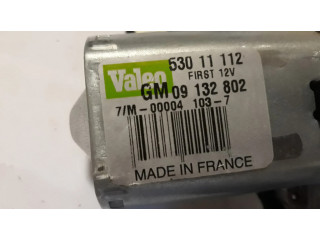 Valeo 530 11 112
FIRST 12V
GM 09 132 802
7/M-00004 103-7
MADE IN FRANCE